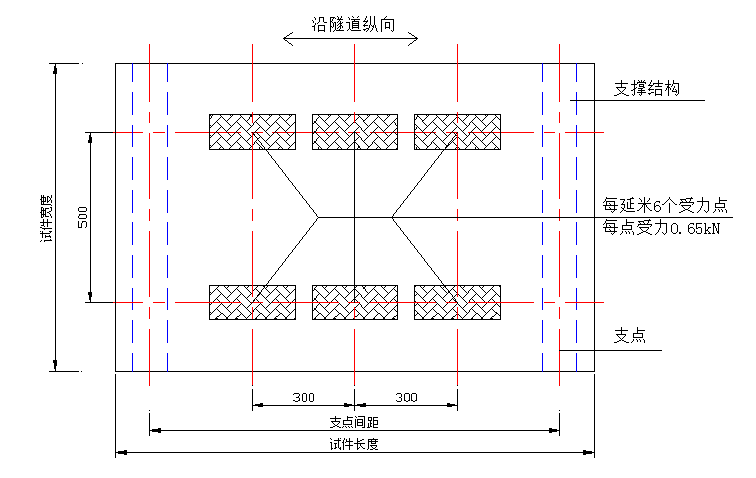 沿隧道纵向
支撑结构
试件宽度
500
每延米6个受力点
每点受力0.65kN
支点
300
300
支点间距
试件长度